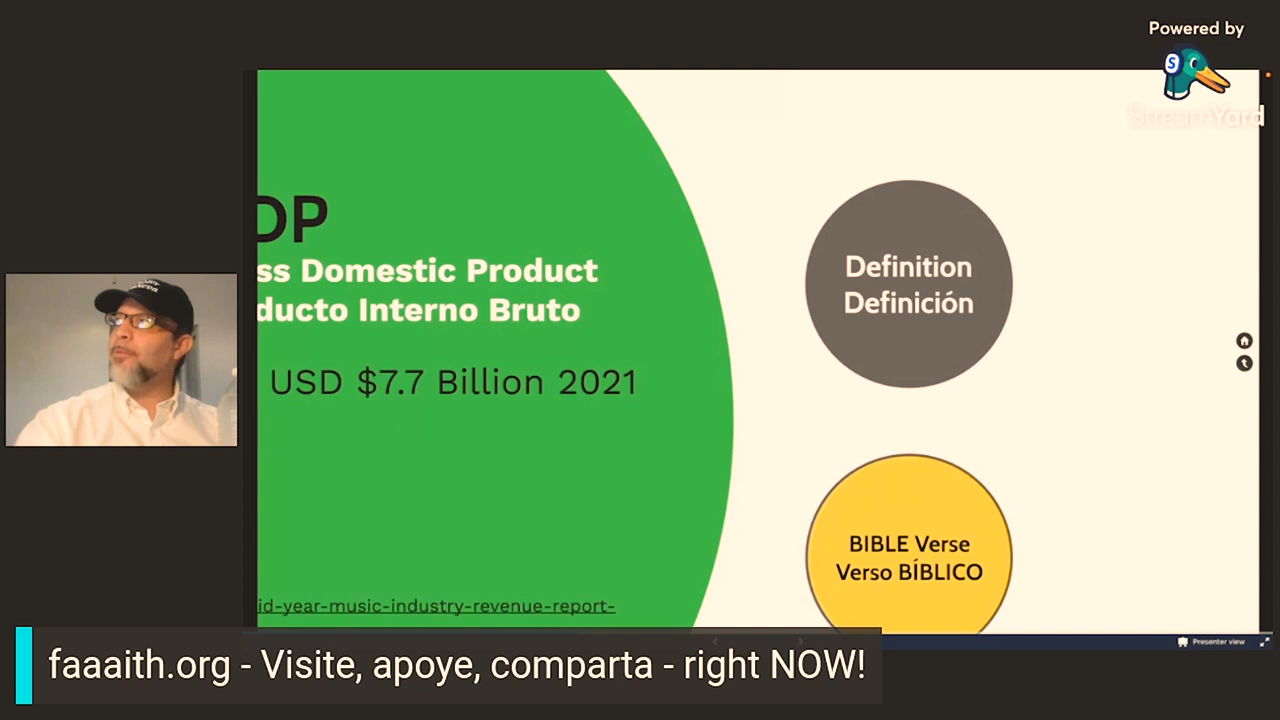 Powered by
StreamYard
DP
ss Domestic Product
ducto Interno Bruto
USD $7.7 Billion 2021
id-year-music-industry-revenue-report-
Definition
Definición
BIBLE Verse
Verso BÍBLICO
Presenter view
faaaith.org - Visite, apoye, comparta - right NOW!